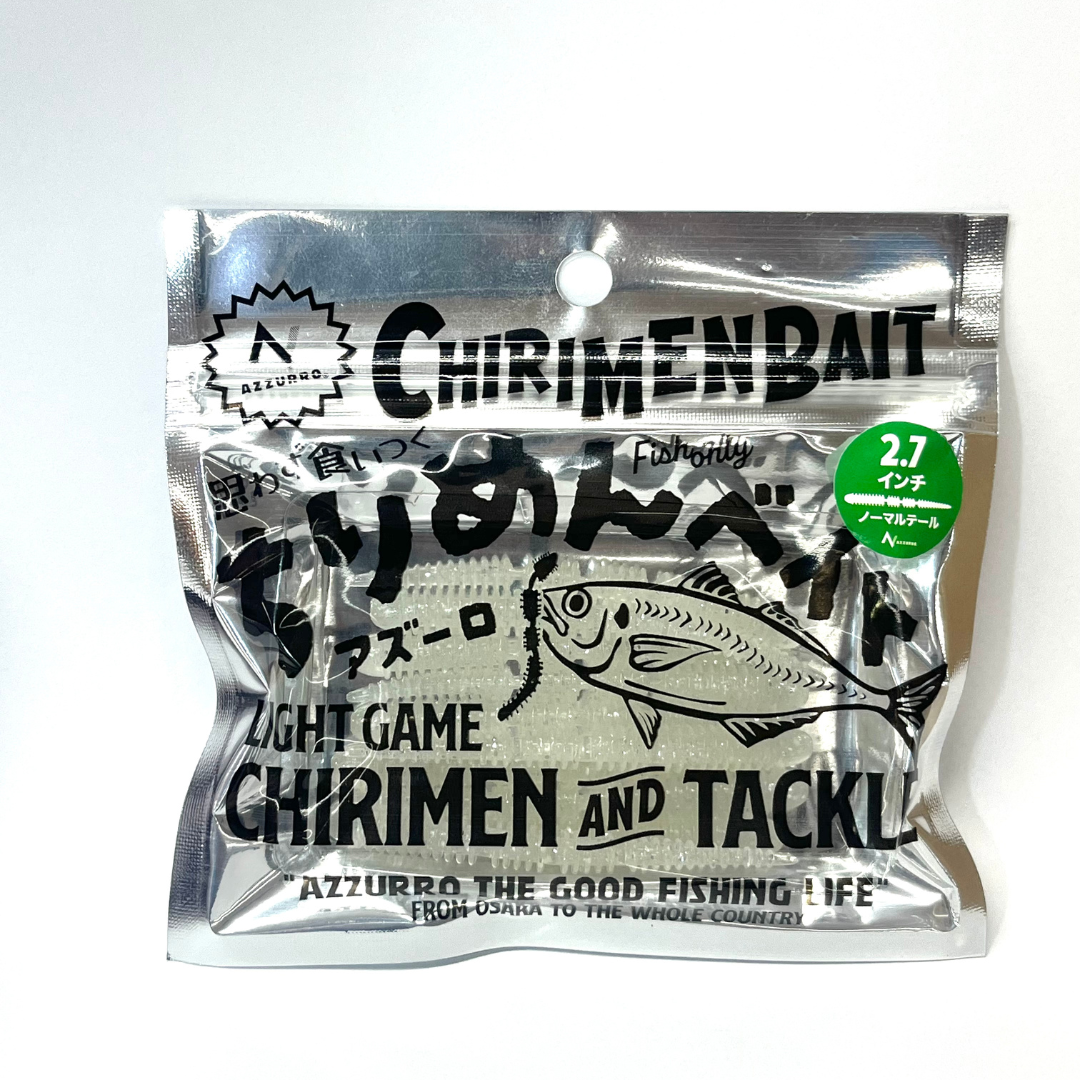 AZZURRO
CHIRIMENBAIT
思わず食いつく
Fish only
ちりめんベイト
2.7
インチ
ノーマルテール
AZZURRO
アズーロ
LIGHT GAME
CHIRIMEN AND TACKLE
"AZZURRO THE GOOD FISHING LIFE"
FROM OSAKA TO THE WHOLE COUNTRY